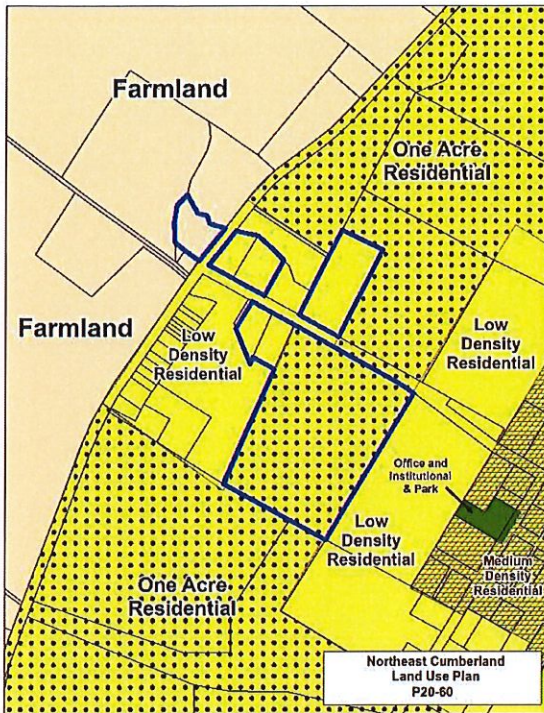 Farmland
One Acre
Residential
Farmland
Low
Density
Residential
Low
Density
Residential
Office and
Institutional
& Park
Low
Density
Residential
Medium
Density
Residential
One Acre
Residential
Northeast Cumberland
Land Use Plan
P20-60